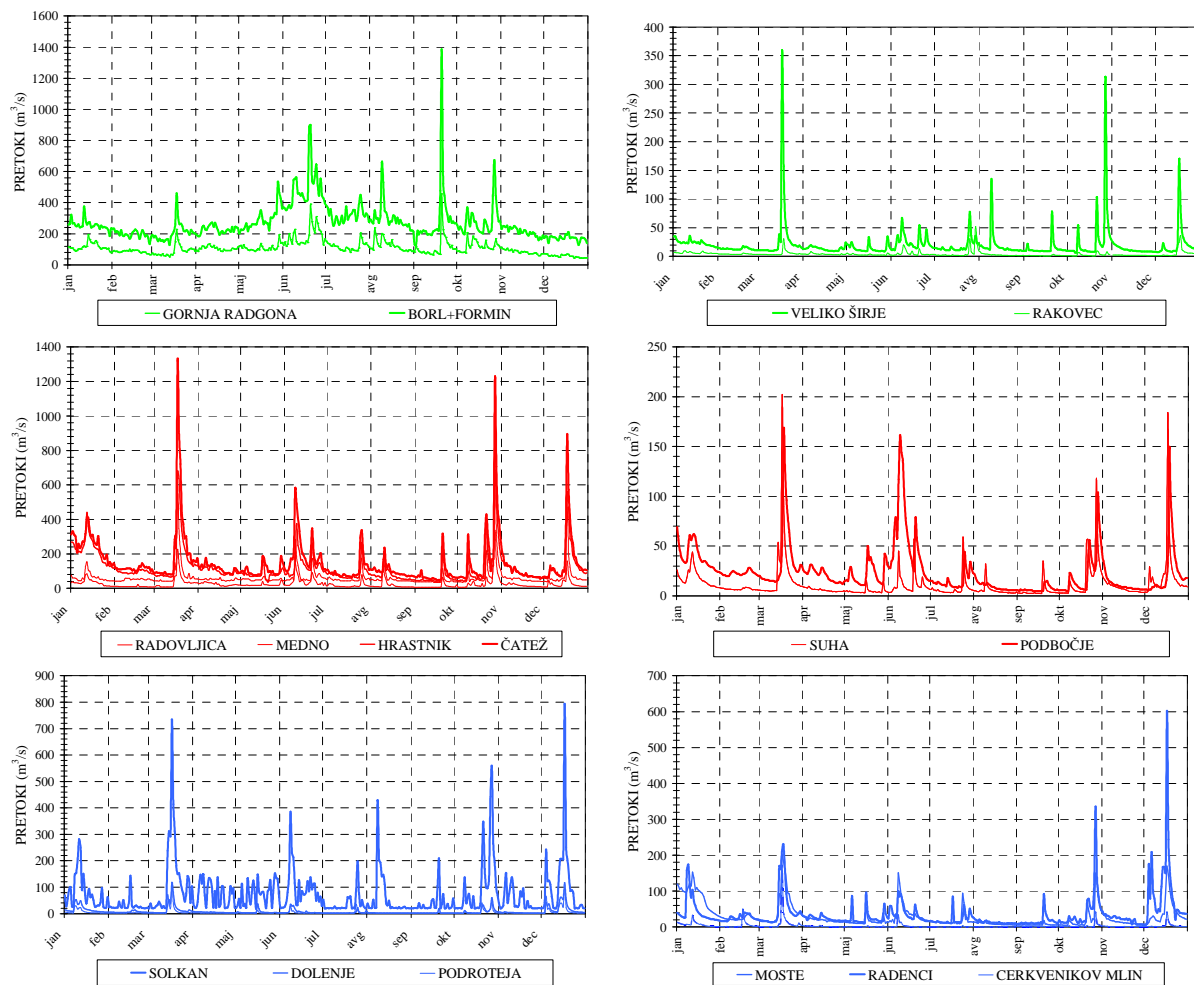 PRETOKI (m³/s)
1600
1400
1200
1000
800
600
400
200
0
jan feb mar apr maj jun jul avg sep okt nov dec
GORNJA RADGONA BORL+FORMIN
PRETOKI (m³/s)
400
350
300
250
200
150
100
50
0
jan feb mar apr maj jun jul avg sep okt nov dec
VELIKO ŠIRJE RAKOVEC
PRETOKI (m³/s)
1400
1200
1000
800
600
400
200
0
jan feb mar apr maj jun jul avg sep okt nov dec
RADOVLJICA MEDNO HRASTNIK ČATEŽ
PRETOKI (m³/s)
250
200
150
100
50
0
jan feb mar apr maj jun jul avg sep okt nov dec
SUHA PODBOČJE
PRETOKI (m³/s)
900
800
700
600
500
400
300
200
100
0
jan feb mar apr maj jun jul avg sep okt nov dec
SOLKAN DOLENJE PODROTEJA
PRETOKI (m³/s)
700
600
500
400
300
200
100
0
jan feb mar apr maj jun jul avg sep okt nov dec
MOSTE RADENCI CERKVENIKOV MLIN